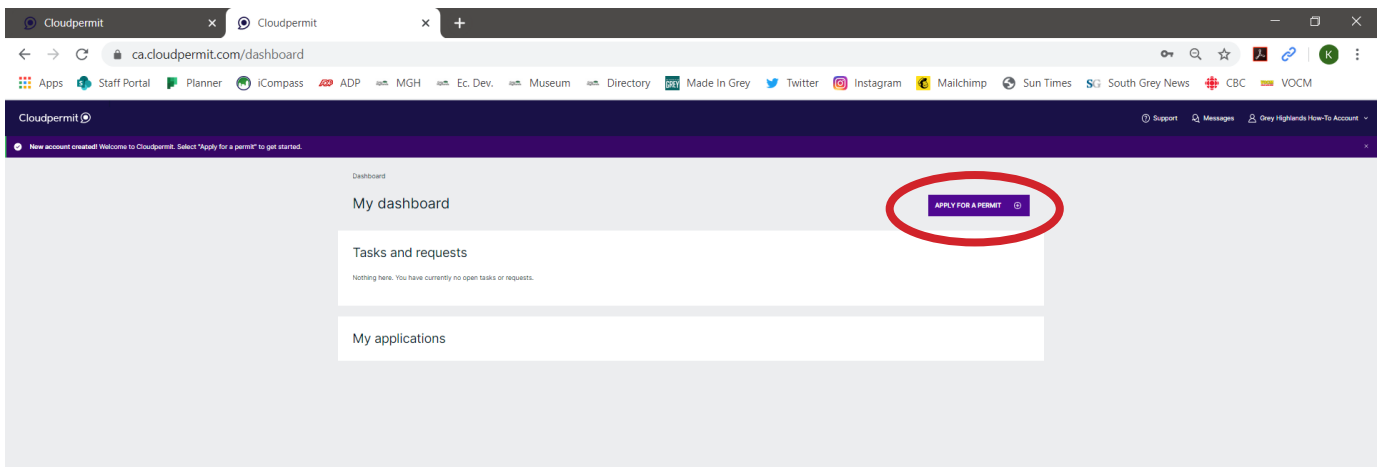 Cloudpermit Cloudpermit
ca.cloudpermit.com/dashboard K
Apps Staff Portal Planner iCompass ADP MGH Ec. Dev. Museum Directory GREY Made In Grey Twitter Instagram Mailchimp Sun Times SG South Grey News CBC VOCM
Cloudpermit Support Messages Grey Highlands How-To Account
New account created! Welcome to Cloudpermit. Select "Apply for a permit" to get started.
Dashboard
My dashboard APPLY FOR A PERMIT
Tasks and requests
Nothing here. You have currently no open tasks or requests.
My applications